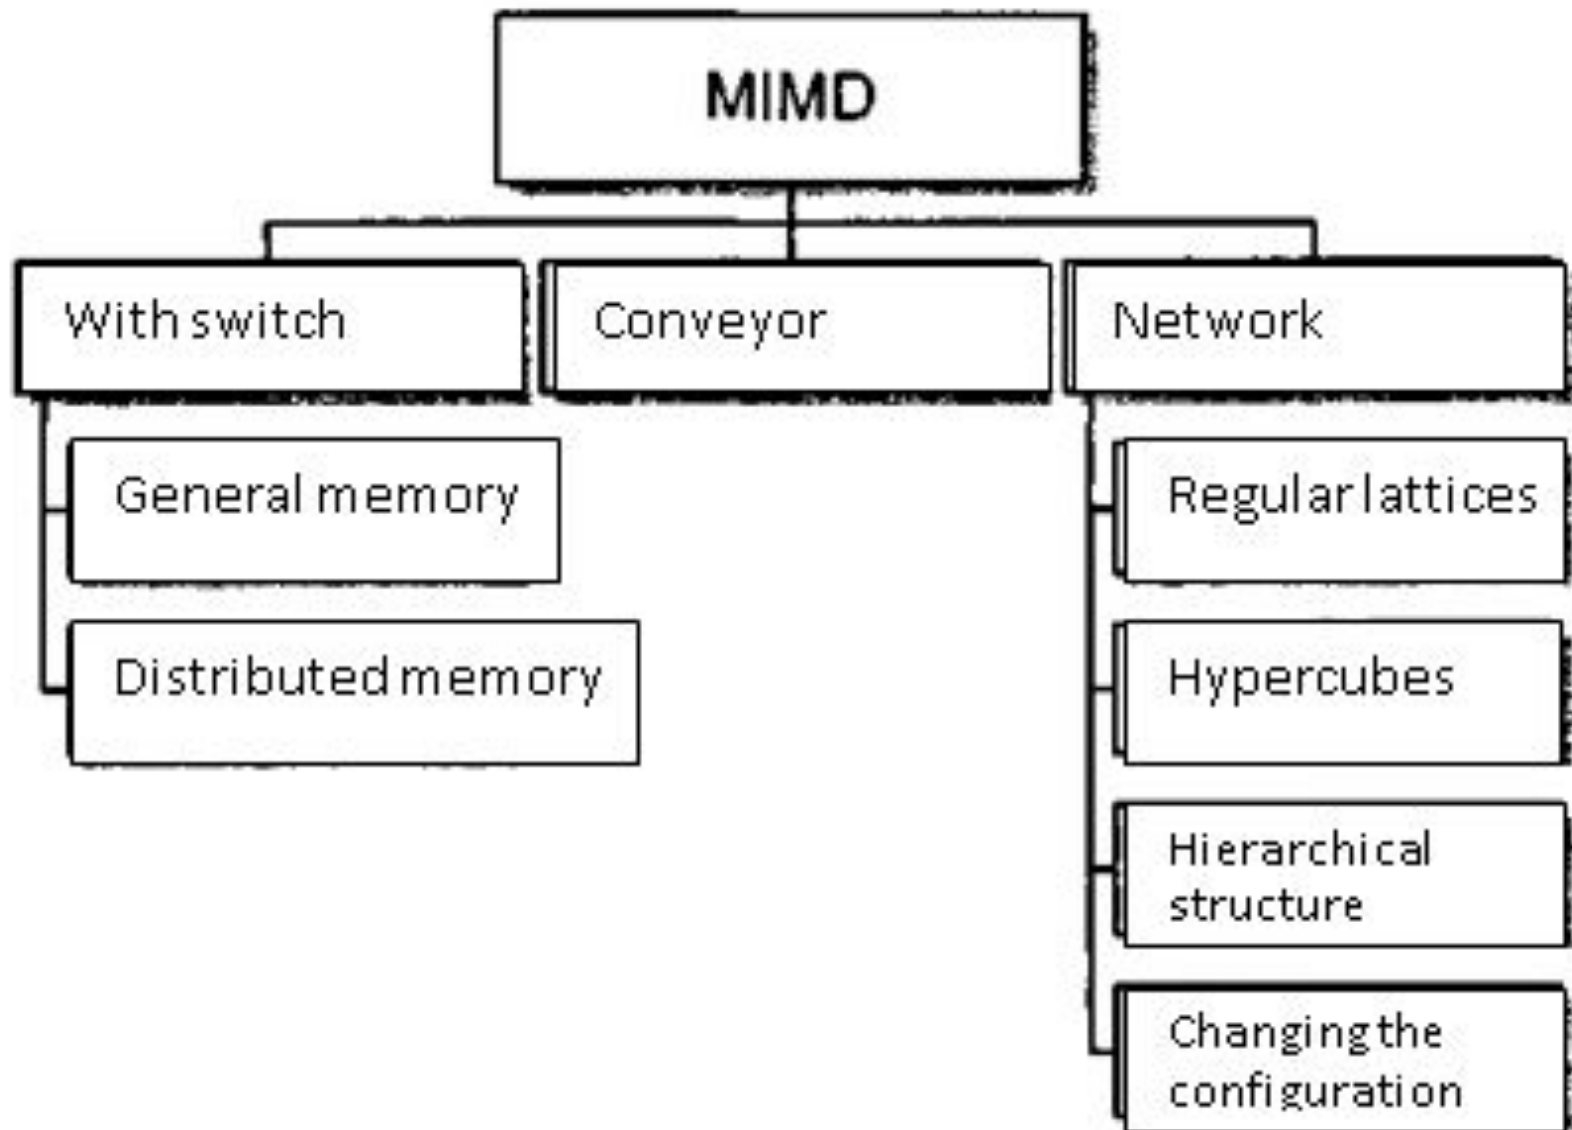 MIMD
With switch
Conveyor
Network
General memory
Distributed memory
Regular lattices
Hypercubes
Hierarchical
structure
Changing the
configuration